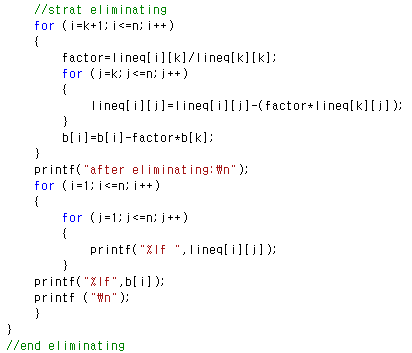 //strat eliminating
for (i=k+1;i<=n;i++)
{
factor=lineq[i][k]/lineq[k][k];
for (j=k;j<=n;j++)
{
lineq[i][j]=lineq[i][j]-(factor*lineq[k][j]);
}
b[i]=b[i]-factor*b[k];
}
printf("after eliminating:₩n");
for (i=1;i<=n;i++)
{
for (j=1;j<=n;j++)
{
printf("%lf ",lineq[i][j]);
}
printf("%lf",b[i]);
printf ("₩n");
}
}
//end eliminating